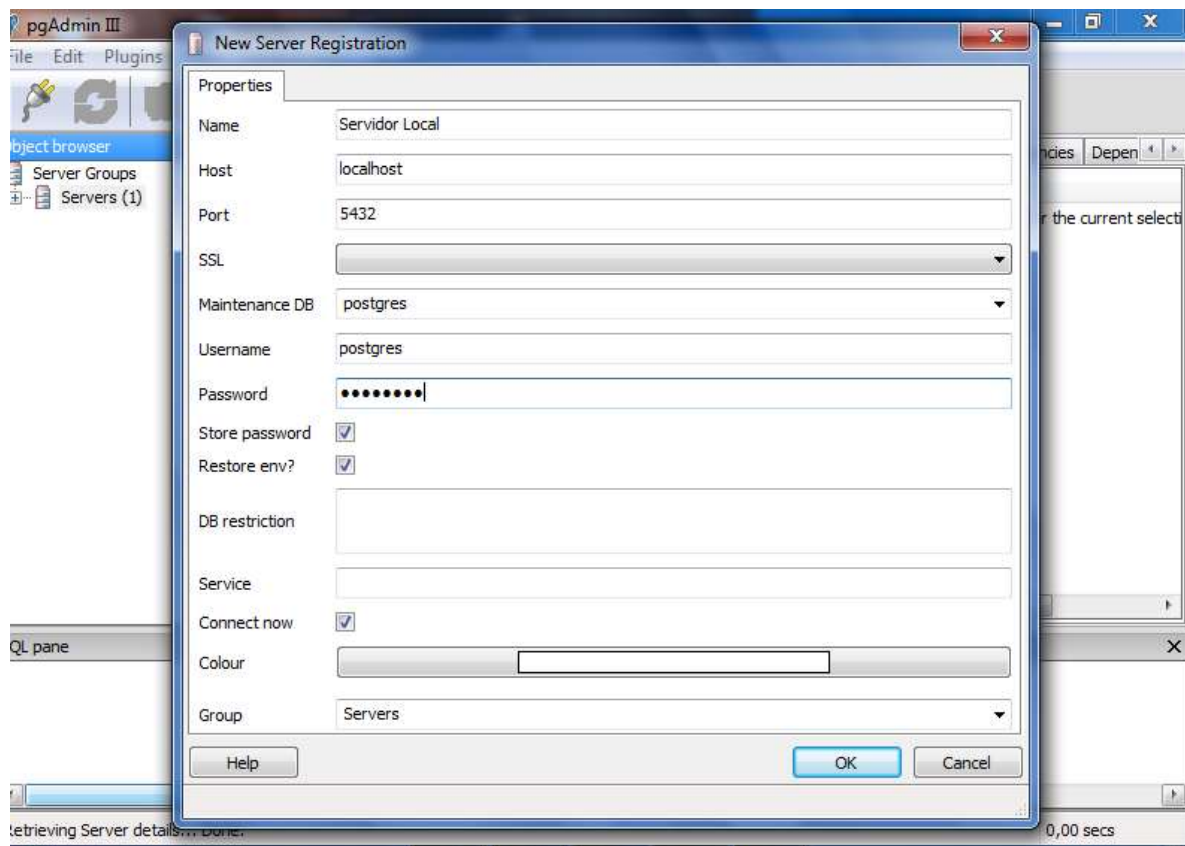 pgAdmin III
File Edit Plugins
Object browser
Server Groups
Servers (1)
New Server Registration
Properties
Name Servidor Local
Host localhost
Port 5432
SSL
Maintenance DB postgres
Username postgres
Password ••••••••
Store password
Restore env?
DB restriction
Service
Connect now
Colour
Group Servers
Help OK Cancel
ncies Depen
r the current selecti
QL pane
Retrieving Server details... Done.
0,00 secs